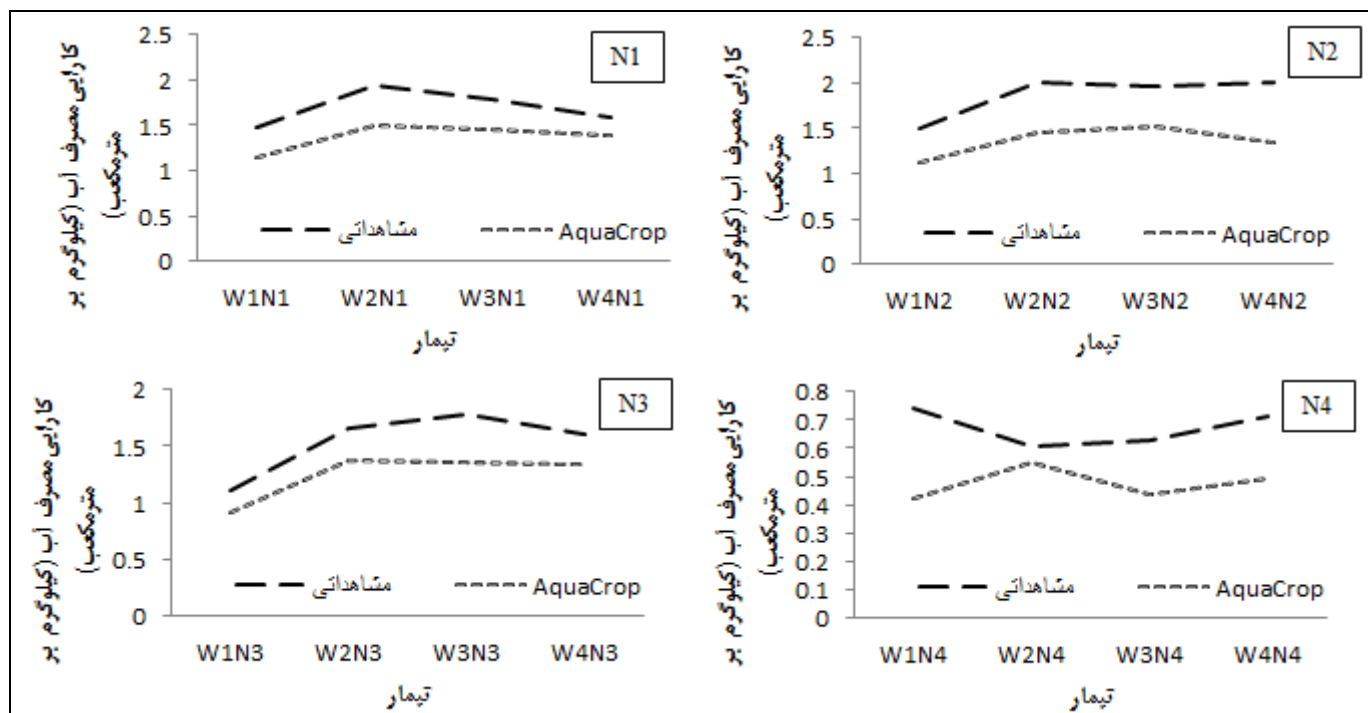 N1
کارایی مصرف آب (کیلوگرم بر
مترمکعب)
2.5
2
1.5
1
0.5
0
مشاهداتی
AquaCrop
W1N1 W2N1 W3N1 W4N1
تیمار
N2
کارایی مصرف آب (کیلوگرم بر
مترمکعب)
2.5
2
1.5
1
0.5
0
مشاهداتی
AquaCrop
W1N2 W2N2 W3N2 W4N2
تیمار
N3
کارایی مصرف آب (کیلوگرم بر
مترمکعب)
2
1.5
1
0.5
0
مشاهداتی
AquaCrop
W1N3 W2N3 W3N3 W4N3
تیمار
N4
کارایی مصرف آب (کیلوگرم بر
مترمکعب)
0.8
0.7
0.6
0.5
0.4
0.3
0.2
0.1
0
مشاهداتی
AquaCrop
W1N4 W2N4 W3N4 W4N4
تیمار